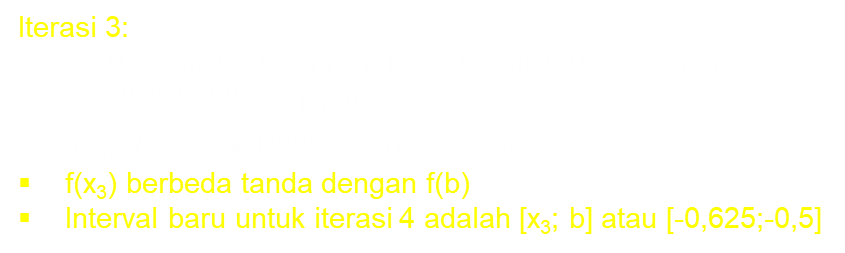 Iterasi 3:
▪ f(x₃) berbeda tanda dengan f(b)
▪ Interval baru untuk iterasi 4 adalah [x₃; b] atau [-0,625;-0,5]